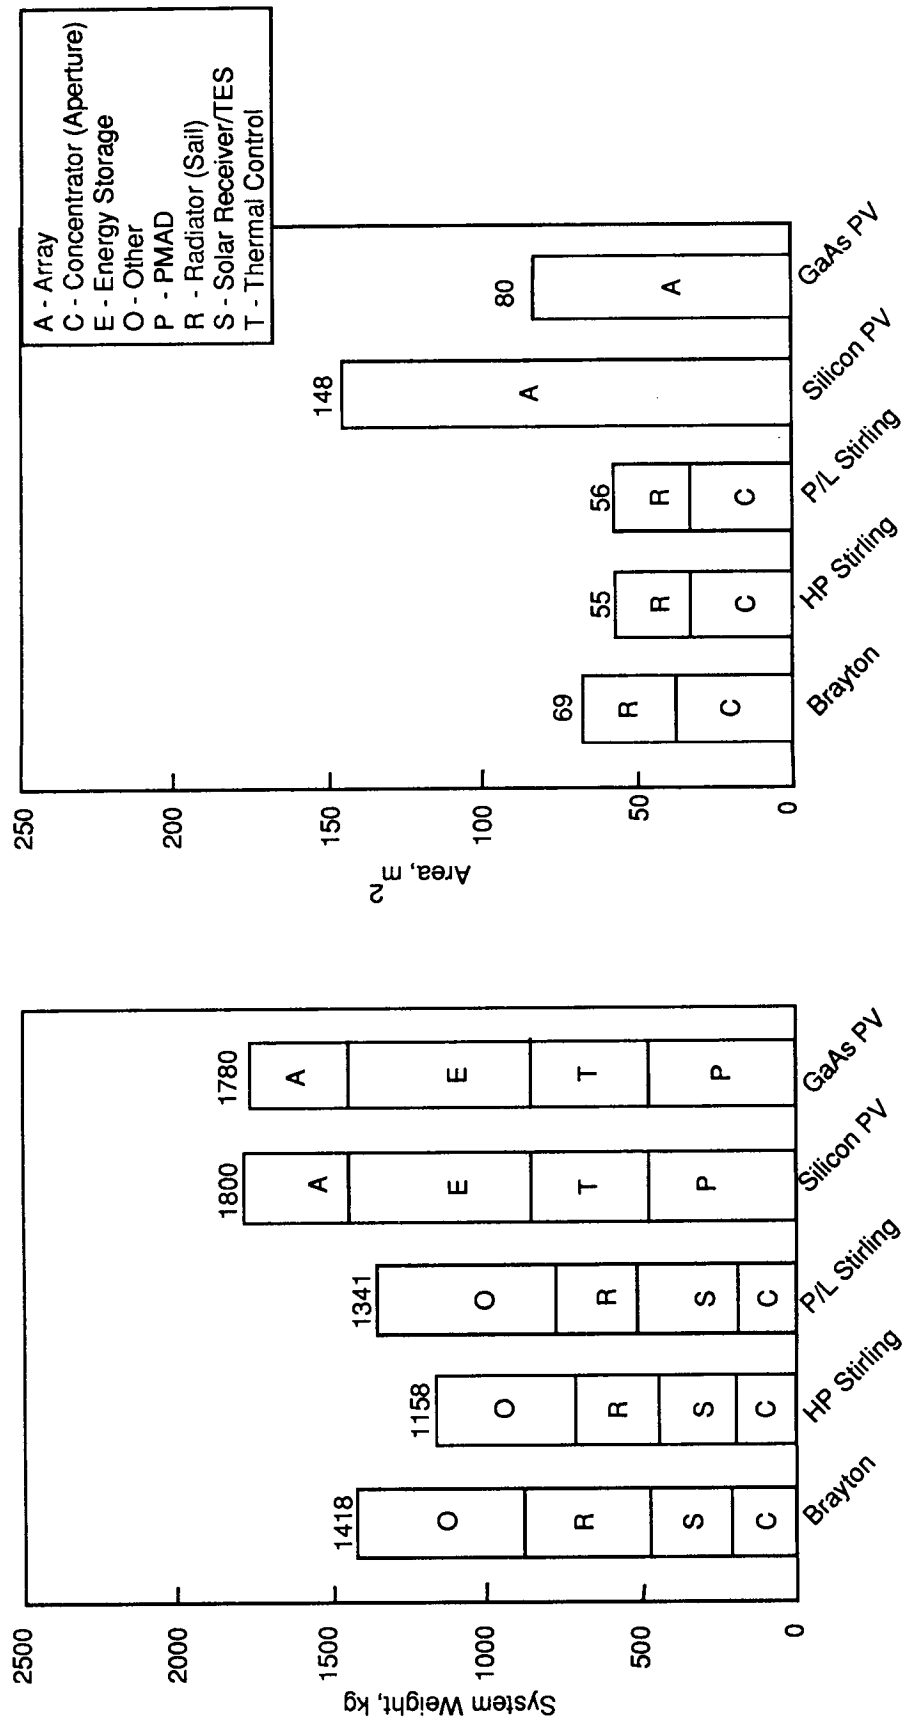 2500
2000
1500
1000
500
0
System Weight, kg
1418
O
R
S
C
Brayton
1158
O
R
S
C
HP Stirling
1341
O
R
S
C
P/L Stirling
1800
A
E
T
P
Silicon PV
1780
A
E
T
P
GaAs PV
250
200
150
100
50
0
Area, m2
69
R
C
Brayton
55
R
C
HP Stirling
56
R
C
P/L Stirling
148
A
Silicon PV
80
A
GaAs PV
A - Array
C - Concentrator (Aperture)
E - Energy Storage
O - Other
P - PMAD
R - Radiator (Sail)
S - Solar Receiver/TES
T - Thermal Control